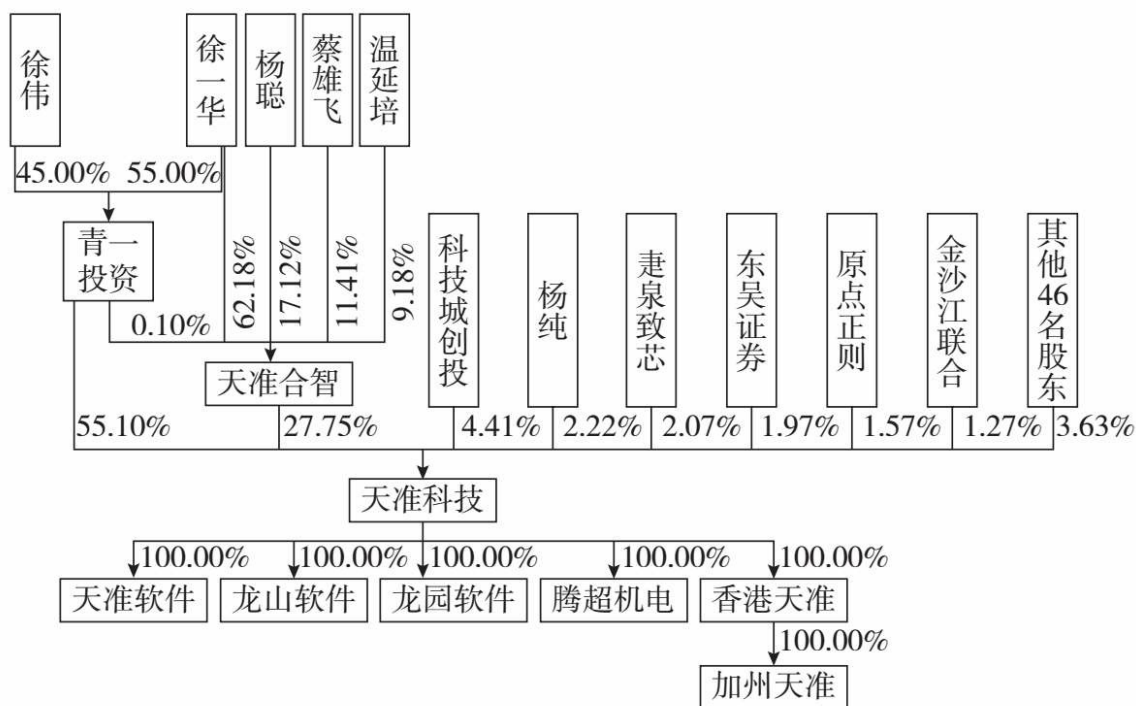 徐伟
徐一华
杨聪
蔡雄飞
温延培
45.00%
55.00%
青一
投资
0.10%
62.18%
17.12%
11.41%
9.18%
天准合智
科技城创投
杨纯
疌泉致芯
东吴证券
原点正则
金沙江联合
其他46名股东
55.10%
27.75%
4.41%
2.22%
2.07%
1.97%
1.57%
1.27%
3.63%
天准科技
100.00%
100.00%
100.00%
100.00%
100.00%
天准软件
龙山软件
龙园软件
腾超机电
香港天准
100.00%
加州天准